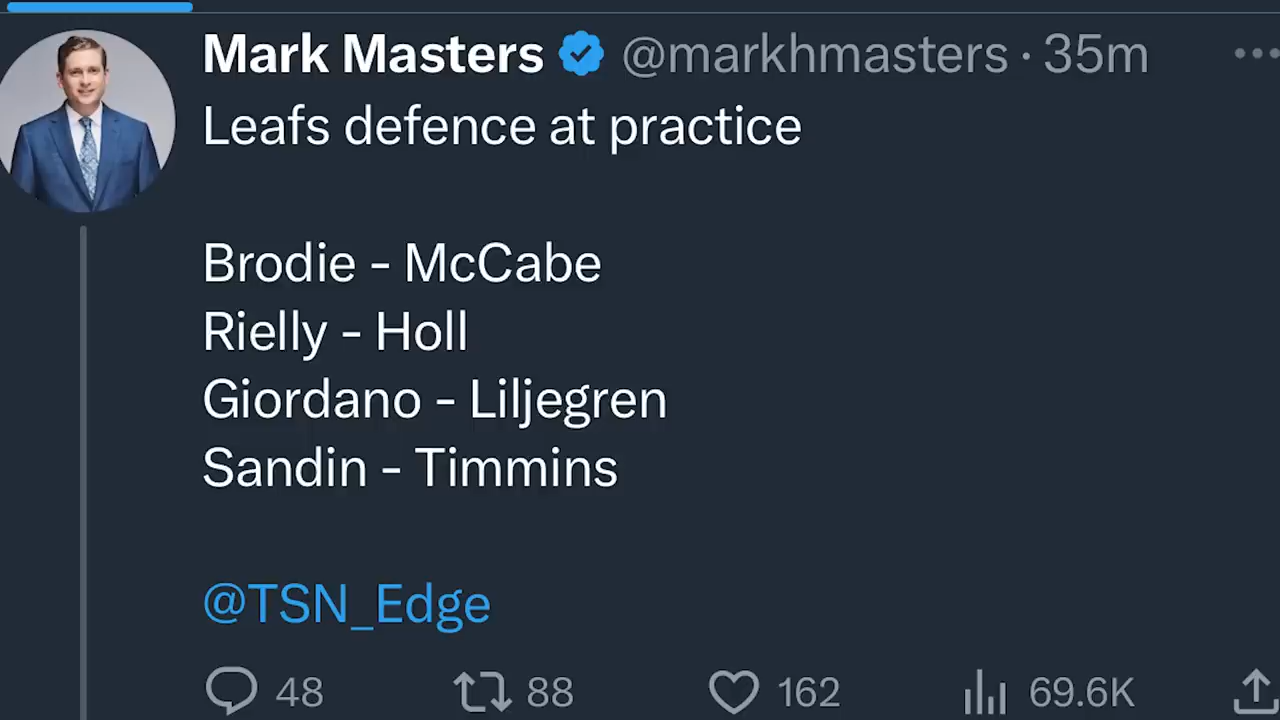 Mark Masters @markhmasters · 35m
Leafs defence at practice
Brodie - McCabe
Rielly - Holl
Giordano - Liljegren
Sandin - Timmins
@TSN_Edge
48 88 162 69.6K